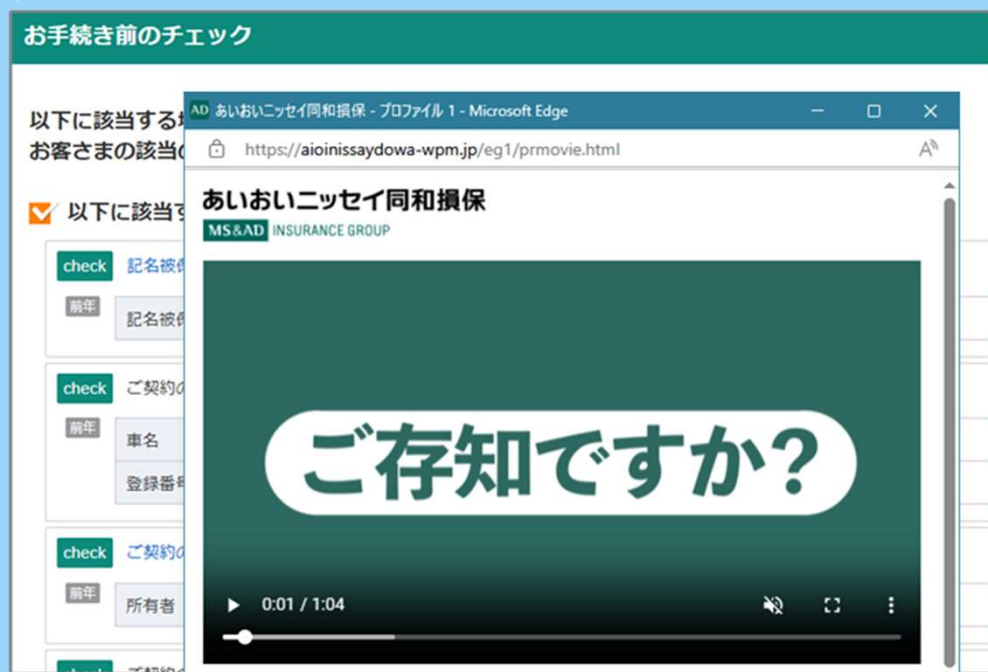 お手続き前のチェック
以下に該当する
お客さまの該当の
以下に該当す
check 記名被保
前年
記名被保
check ご契約の
前年
車名
登録番号
check ご契約の
前年
所有者
AD あいおいニッセイ同和損保 - プロファイル 1 - Microsoft Edge
https://aioinissaydowa-wpm.jp/eg1/prmovie.html
あいおいニッセイ同和損保
MS&AD INSURANCE GROUP
ご存知ですか?
0:01 / 1:04